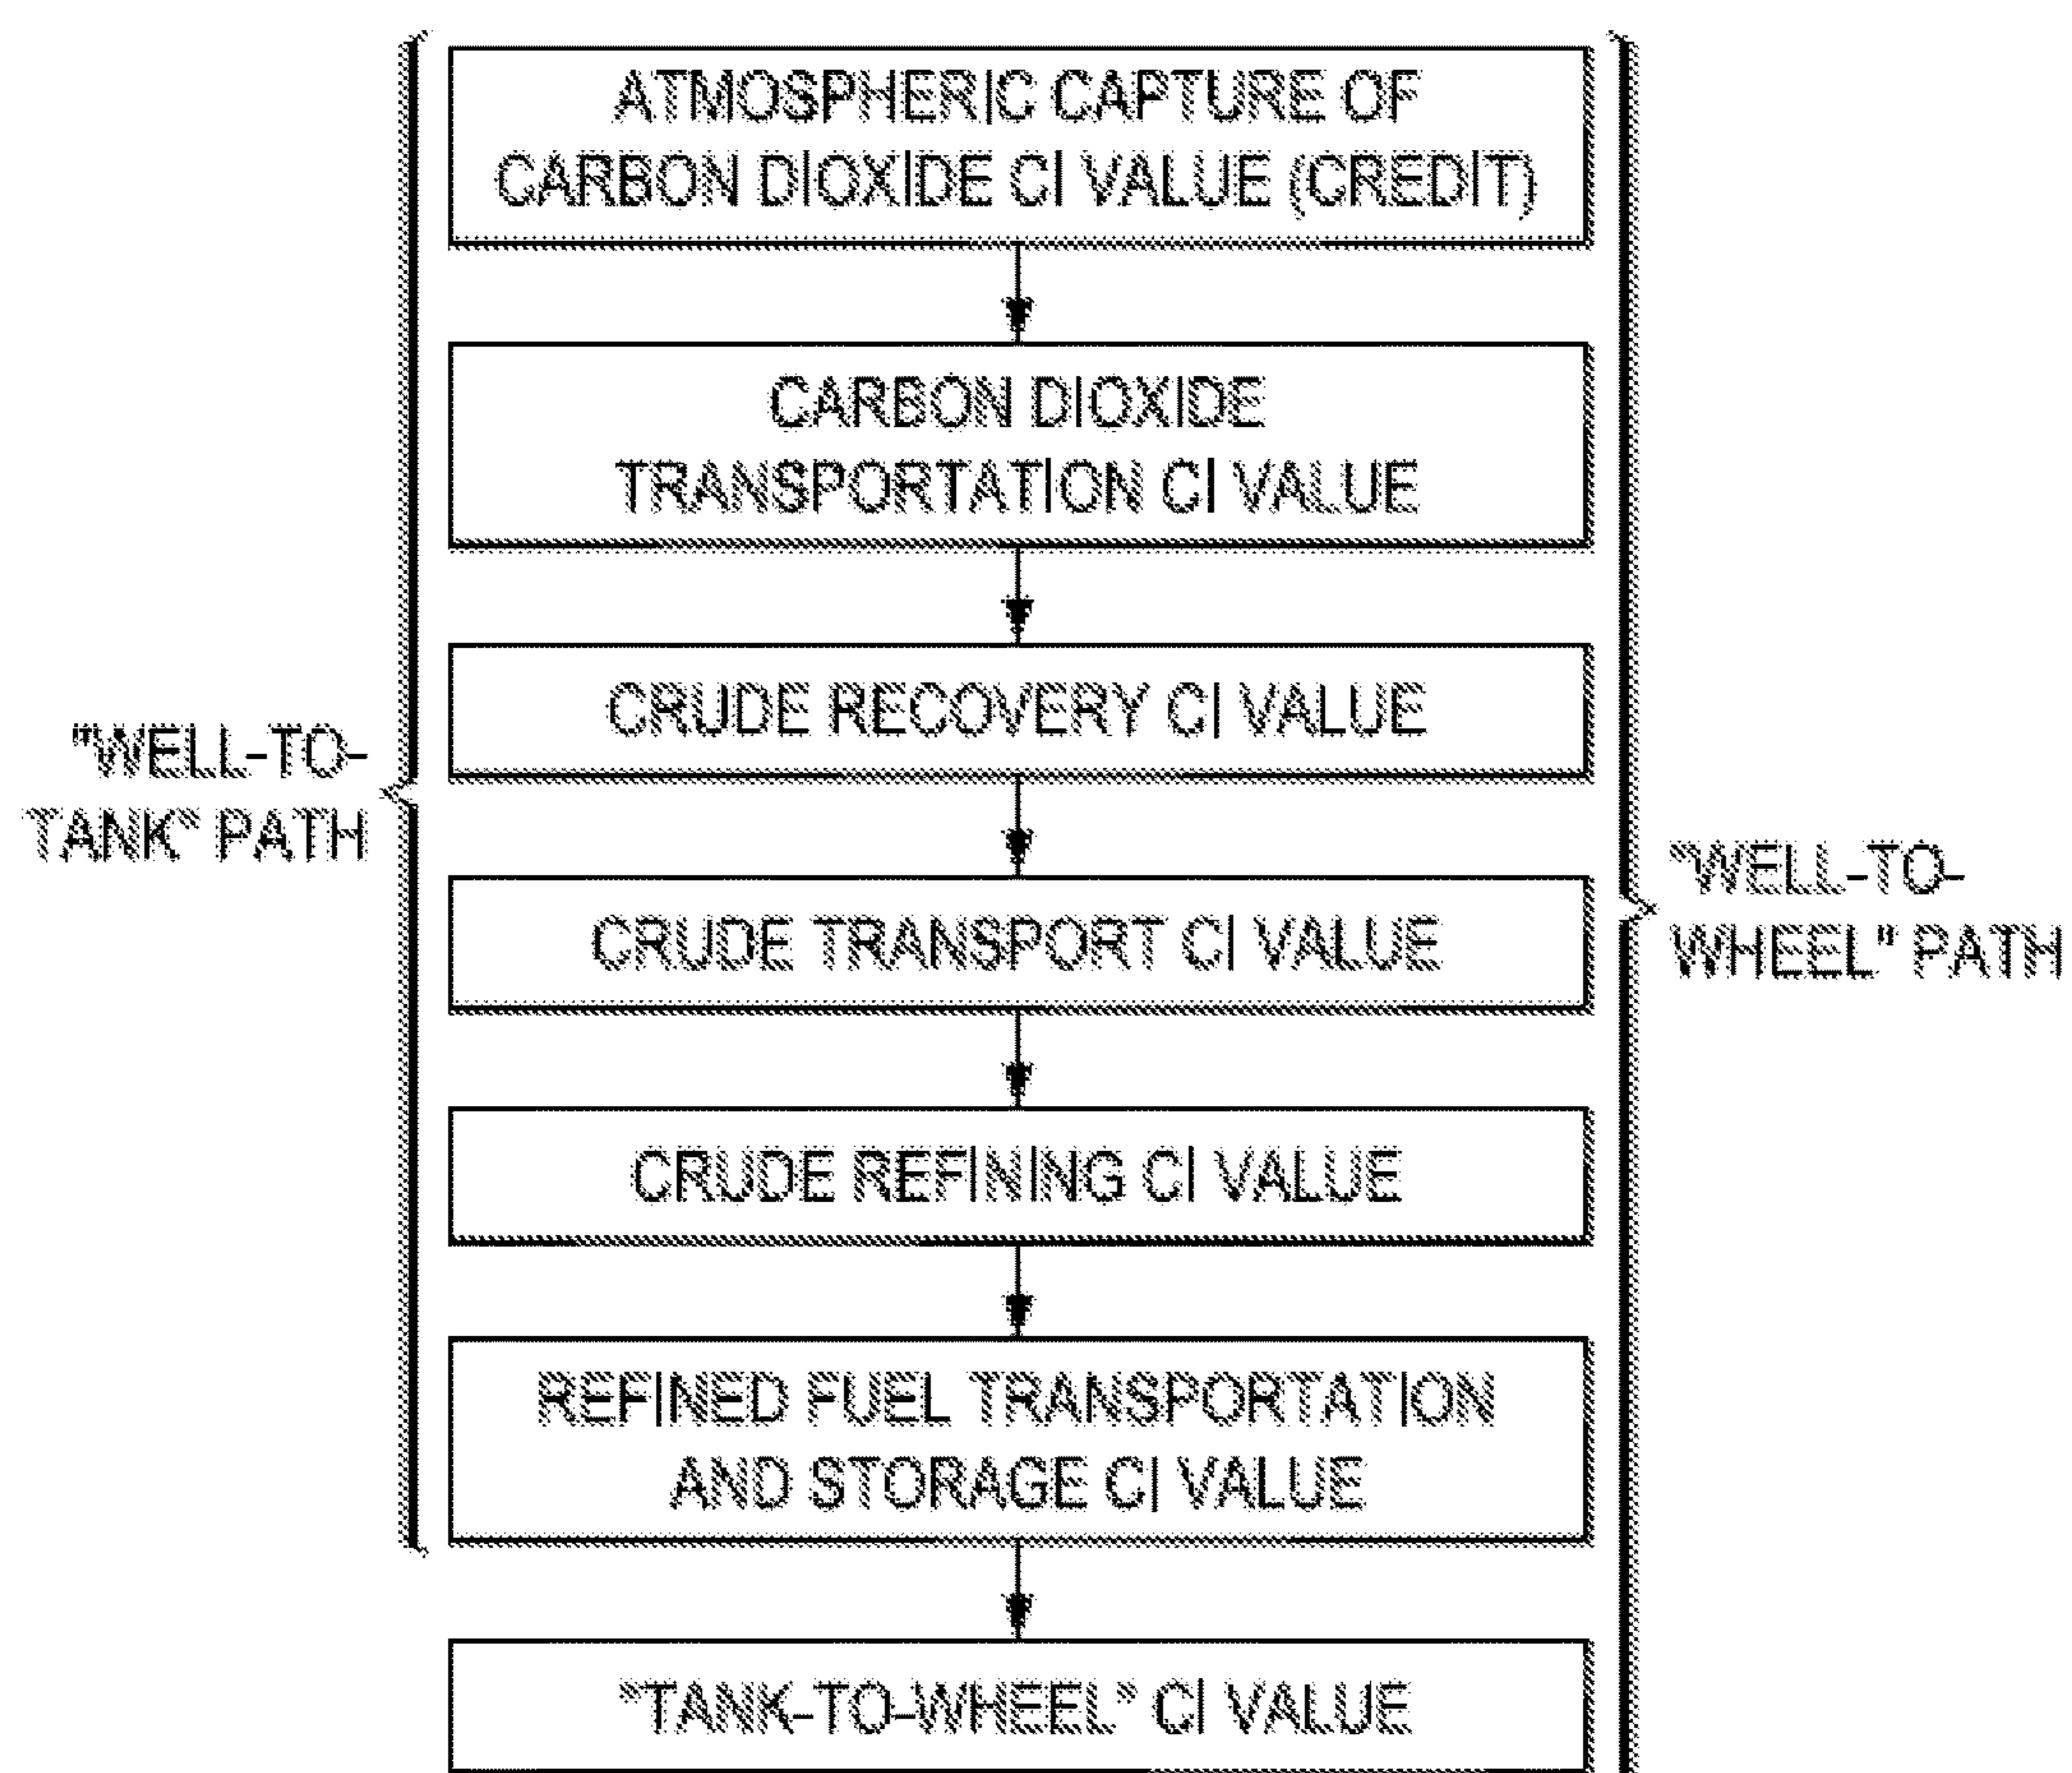 ATMOSPHERIC CAPTURE OF
CARBON DIOXIDE CI VALUE (CREDIT)
CARBON DIOXIDE
TRANSPORTATION CI VALUE
CRUDE RECOVERY CI VALUE
"WELL-TO-
TANK" PATH
CRUDE TRANSPORT CI VALUE
"WELL-TO-
WHEEL" PATH
CRUDE REFINING CI VALUE
REFINED FUEL TRANSPORTATION
AND STORAGE CI VALUE
"TANK-TO-WHEEL" CI VALUE